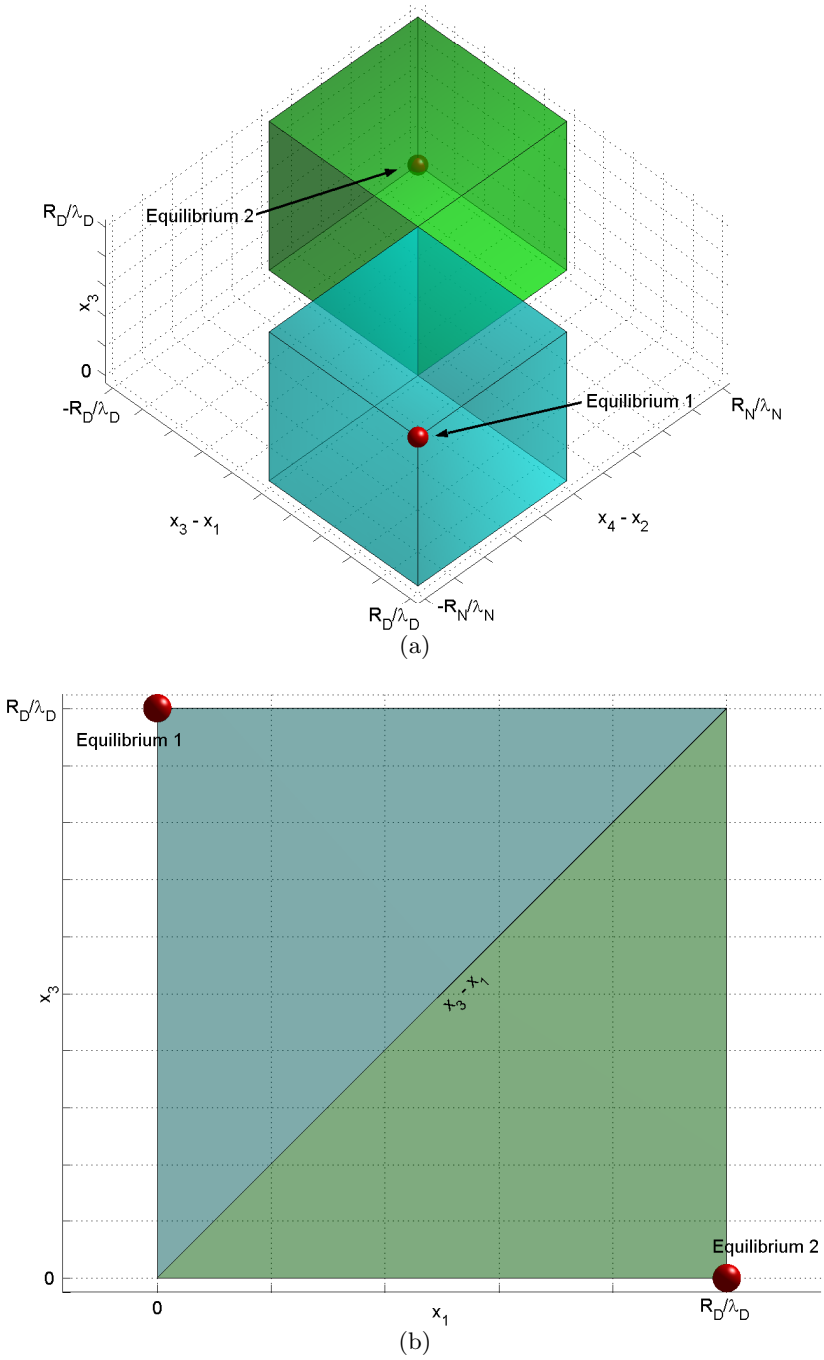 R_D/λ_D
Equilibrium 2
x_3
0
-R_D/λ_D
Equilibrium 1
R_N/λ_N
x_3 - x_1
x_4 - x_2
R_D/λ_D
-R_N/λ_N
(a)
R_D/λ_D
Equilibrium 1
x_3
x_3 - x_1
Equilibrium 2
0
0
x_1
R_D/λ_D
(b)